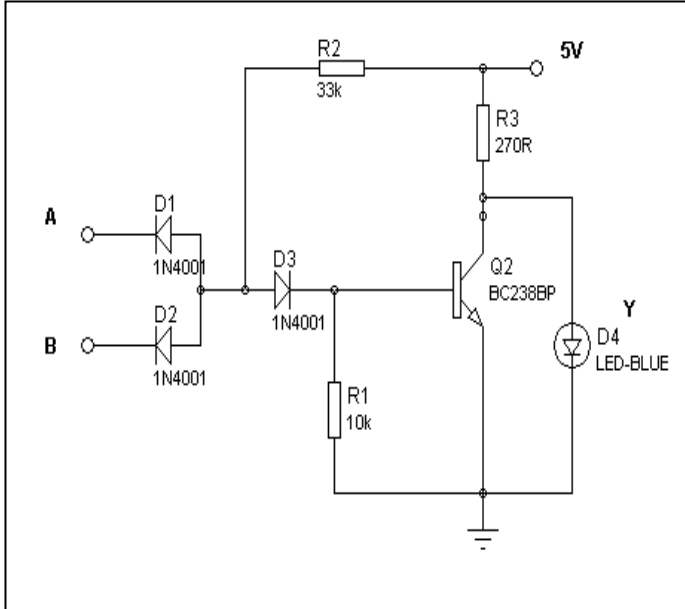 R2
33k
5V
R3
270R
A
D1
1N4001
D3
1N4001
Q2
BC238BP
B
D2
1N4001
Y
D4
LED-BLUE
R1
10k